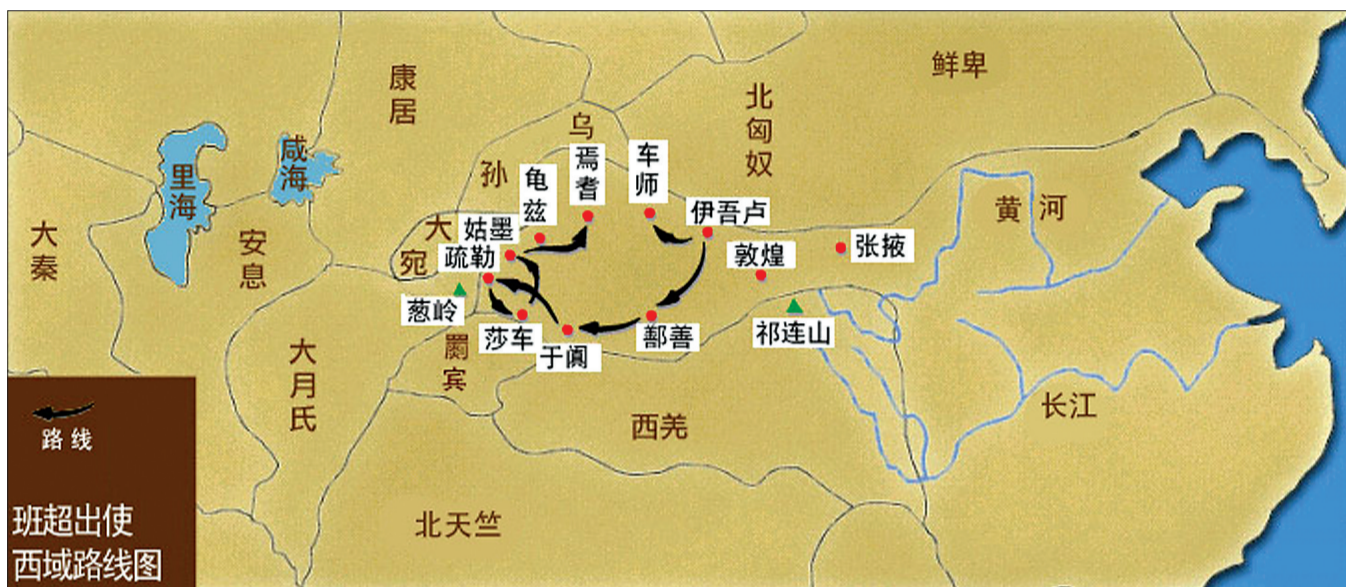 鲜卑
康居
北匈奴
乌孙
焉耆
车师
龟兹
咸海
里海
伊吾卢
黄河
大宛
姑墨
大秦
安息
疏勒
敦煌
张掖
葱岭
莎车
于阗
鄯善
祁连山
罽宾
大月氏
长江
西羌
路线
北天竺
班超出使
西域路线图